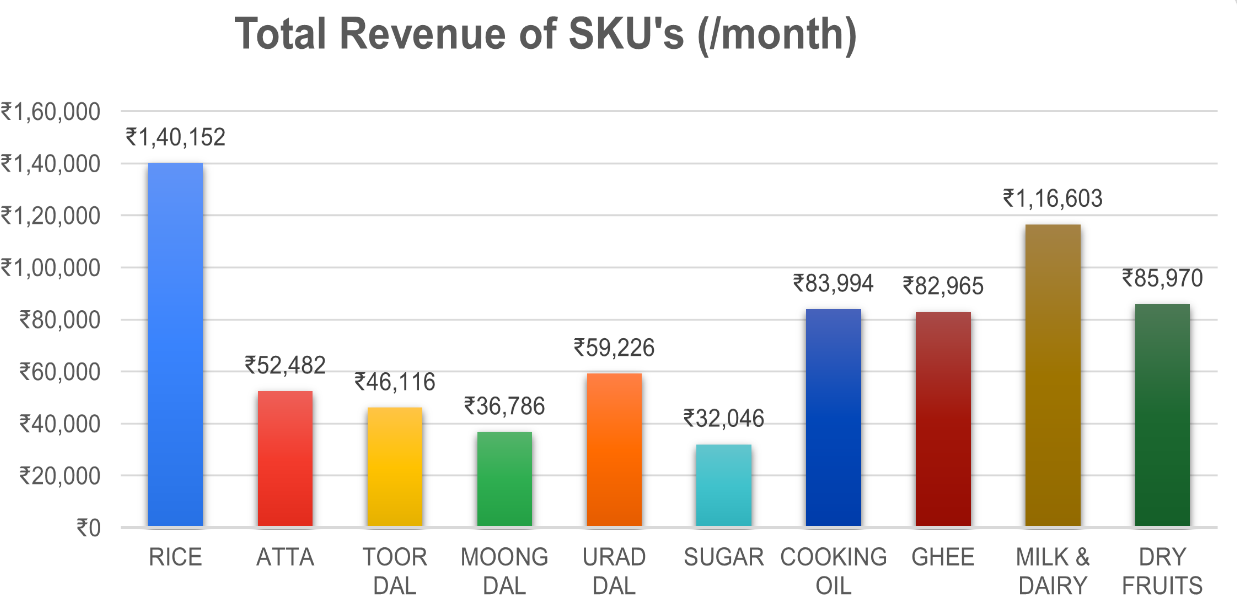 Total Revenue of SKU's (/month)
₹1,60,000
₹1,40,000
₹1,20,000
₹1,00,000
₹80,000
₹60,000
₹40,000
₹20,000
₹0
₹1,40,152
₹52,482
₹46,116
₹36,786
₹59,226
₹32,046
₹83,994
₹82,965
₹1,16,603
₹85,970
RICE
ATTA
TOOR
DAL
MOONG
DAL
URAD
DAL
SUGAR
COOKING
OIL
GHEE
MILK &
DAIRY
DRY
FRUITS